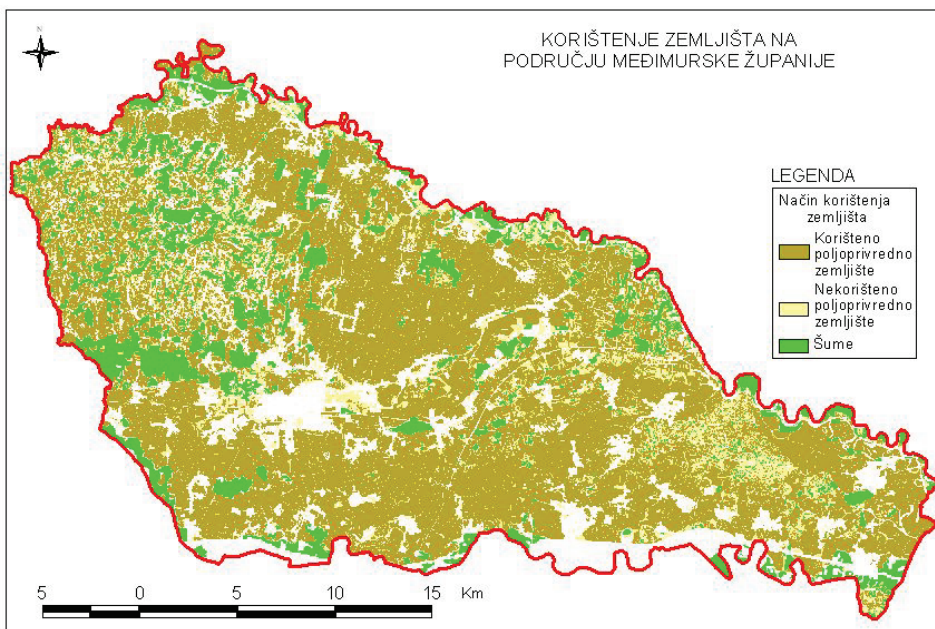 N
KORIŠTENJE ZEMLJIŠTA NA
PODRUČJU MEĐIMURSKE ŽUPANIJE
LEGENDA
Način korištenja
zemljišta
Korišteno
poljoprivredno
zemljište
Nekorišteno
poljoprivredno
zemljište
Šume
5 0 5 10 15 Km